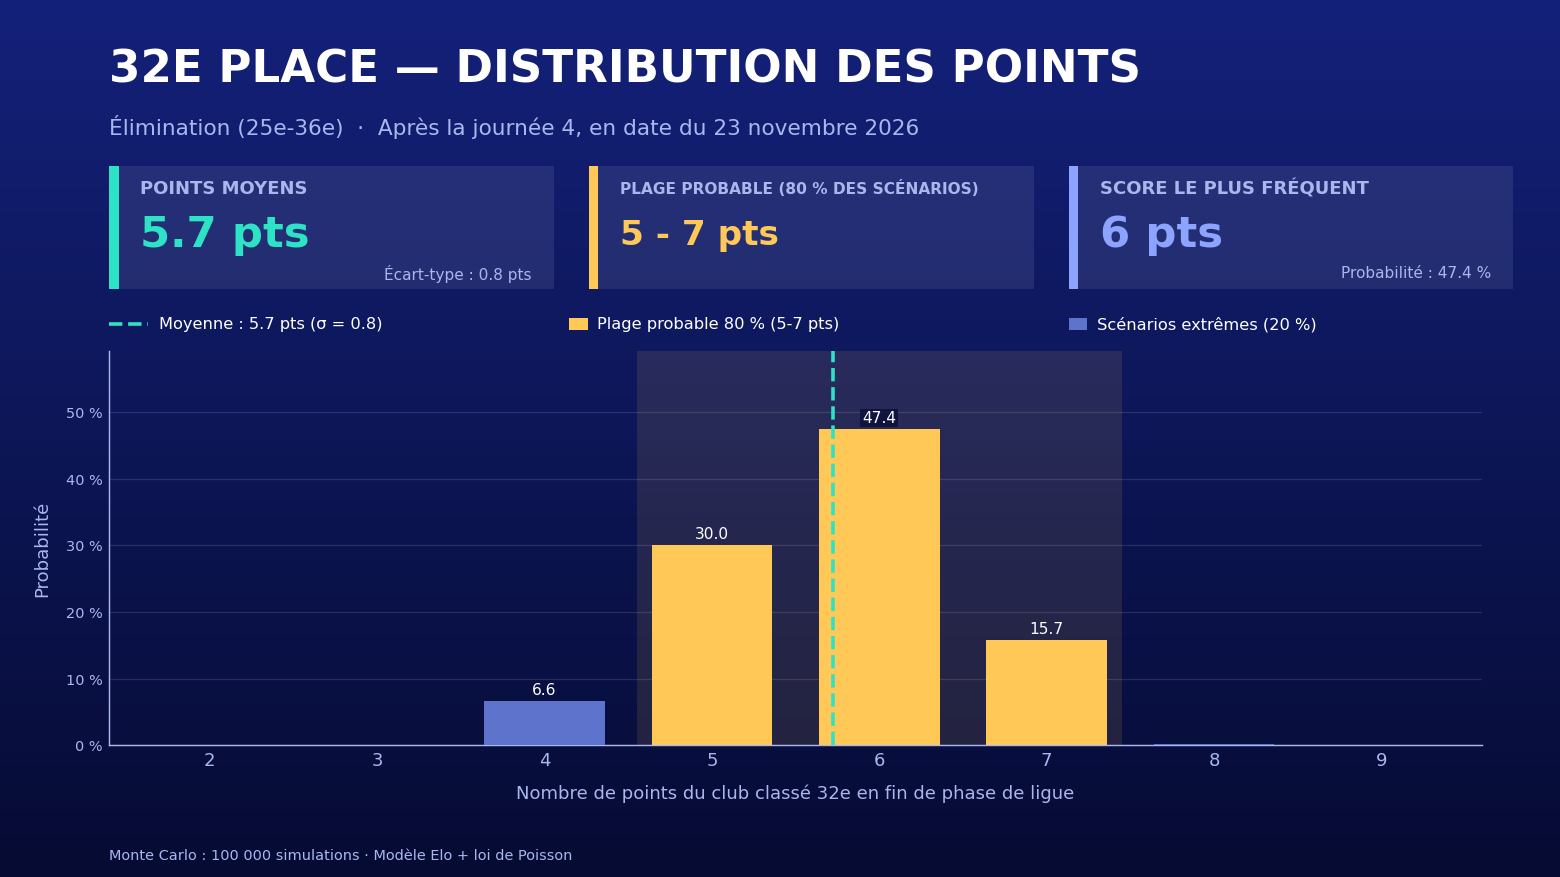 32E PLACE — DISTRIBUTION DES POINTS
Élimination (25e-36e)  ·  Après la journée 4, en date du 23 novembre 2026
POINTS MOYENS
5.7 pts
Écart-type : 0.8 pts
PLAGE PROBABLE (80 % DES SCÉNARIOS)
5 - 7 pts
SCORE LE PLUS FRÉQUENT
6 pts
Probabilité : 47.4 %
Moyenne : 5.7 pts (σ = 0.8)
Plage probable 80 % (5-7 pts)
Scénarios extrêmes (20 %)
Probabilité
50 %
40 %
30 %
20 %
10 %
0 %
6.6
30.0
47.4
15.7
2 3 4 5 6 7 8 9
Nombre de points du club classé 32e en fin de phase de ligue
Monte Carlo : 100 000 simulations · Modèle Elo + loi de Poisson